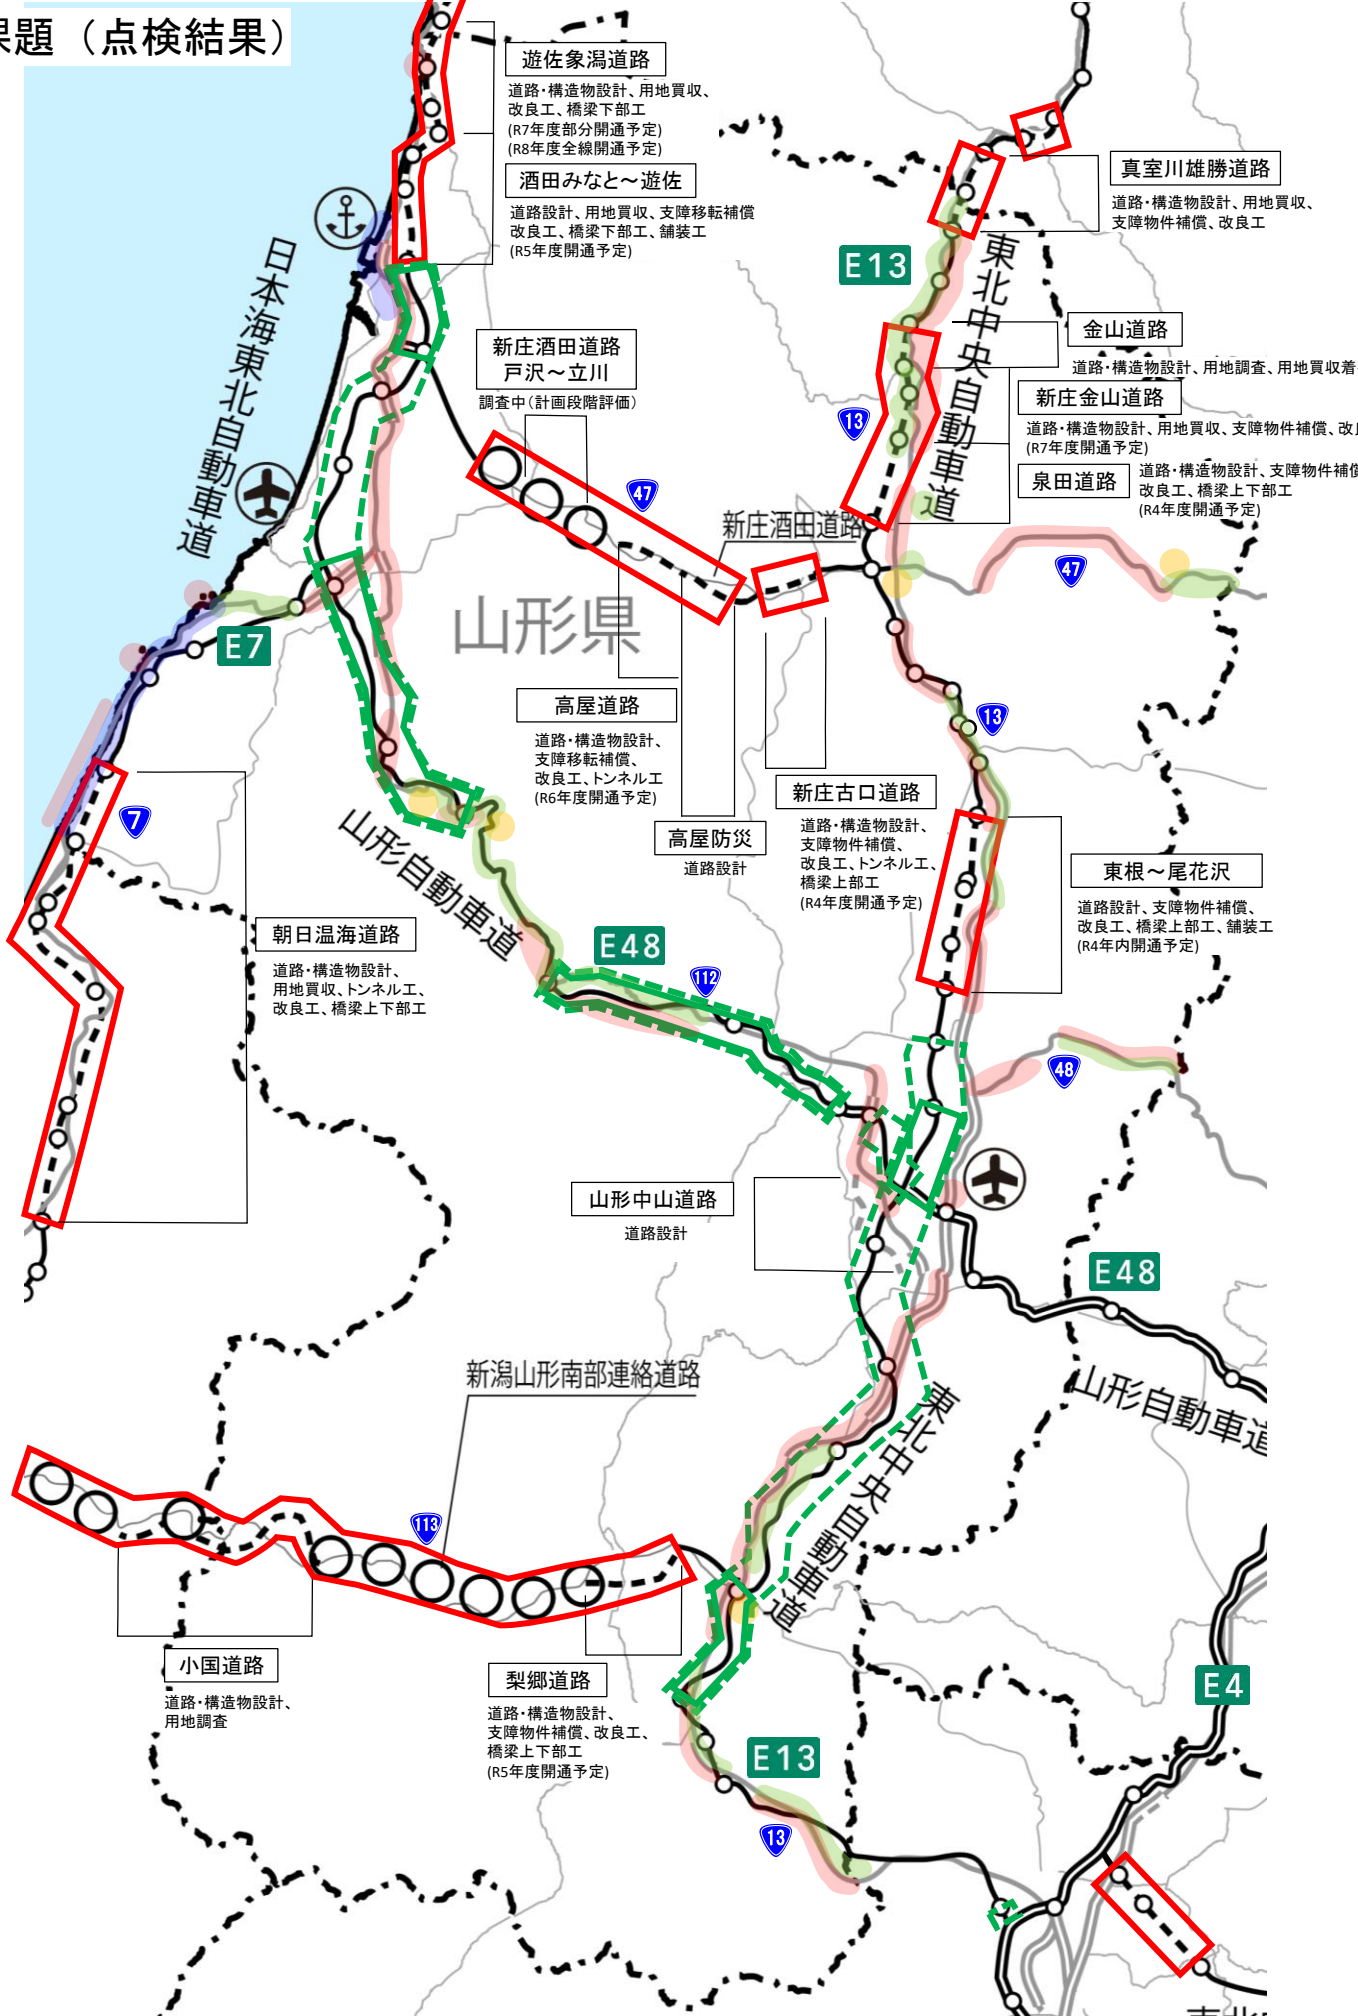 課題（点検結果）
遊佐象潟道路
道路・構造物設計、用地買収、
改良工、橋梁下部工
(R7年度部分開通予定)
(R8年度全線開通予定)
酒田みなと～遊佐
道路設計、用地買収、支障移転補償
改良工、橋梁下部工、舗装工
(R5年度開通予定)
真室川雄勝道路
道路・構造物設計、用地買収、
支障物件補償、改良工
日本海東北自動車道
E13
東北中央自動車道
金山道路
道路・構造物設計、用地調査、用地買収着
新庄酒田道路
戸沢～立川
調査中（計画段階評価）
13
新庄金山道路
道路・構造物設計、用地買収、支障物件補償、改
(R7年度開通予定)
泉田道路
道路・構造物設計、支障物件補償
改良工、橋梁上下部工
(R4年度開通予定)
47
新庄酒田道路
47
山形県
E7
高屋道路
道路・構造物設計、
支障移転補償、
改良工、トンネル工
(R6年度開通予定)
13
7
新庄古口道路
道路・構造物設計、
支障物件補償、
改良工、トンネル工、
橋梁上部工
(R4年度開通予定)
高屋防災
道路設計
山形自動車道
東根～尾花沢
道路設計、支障物件補償、
改良工、橋梁上部工、舗装工
(R4年内開通予定)
朝日温海道路
道路・構造物設計、
用地買収、トンネル工、
改良工、橋梁上下部工
E48
112
48
山形中山道路
道路設計
E48
山形自動車道
新潟山形南部連絡道路
東北中央自動車道
113
小国道路
道路・構造物設計、
用地調査
梨郷道路
道路・構造物設計、
支障物件補償、改良工、
橋梁上下部工
(R5年度開通予定)
E4
E13
13